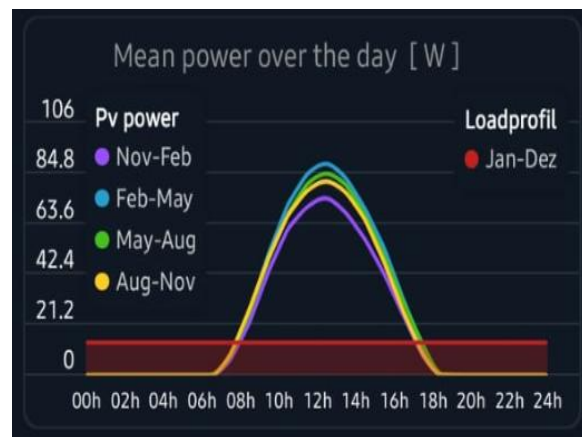 Mean power over the day [ W ]
106
84.8
63.6
42.4
21.2
0
Pv power
Nov-Feb
Feb-May
May-Aug
Aug-Nov
Loadprofil
Jan-Dez
00h 02h 04h 06h 08h 10h 12h 14h 16h 18h 20h 22h 24h